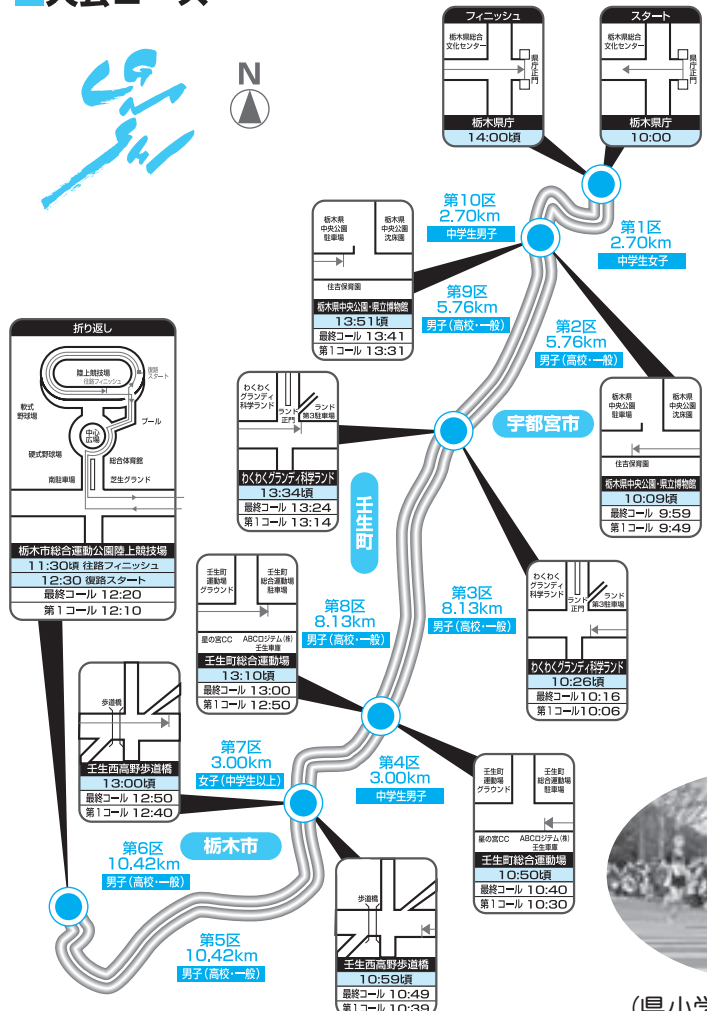 大会コース
N
フィニッシュ
栃木県総合
文化センター
県庁正門
栃木県庁
14:00頃
スタート
栃木県総合
文化センター
県庁正門
栃木県庁
10:00
第10区
2.70km
中学生男子
第1区
2.70km
中学生女子
栃木県
中央公園
駐車場
栃木県
中央公園
沈床園
住吉保育園
栃木県中央公園・県立博物館
13:51頃
最終コール 13:41
第1コール 13:31
第9区
5.76km
男子(高校・一般)
第2区
5.76km
男子(高校・一般)
折り返し
陸上競技場
往路フィニッシュ
復路
スタート
軟式
野球場
プール
中心
広場
硬式野球場
総合体育館
南駐車場
芝生グランド
栃木市総合運動公園陸上競技場
11:30頃 往路フィニッシュ
12:30 復路スタート
最終コール 12:20
第1コール 12:10
わくわく
グランディ
科学ランド
ランド
正門
ランド
第3駐車場
わくわくグランディ科学ランド
13:34頃
最終コール 13:24
第1コール 13:14
宇都宮市
栃木県
中央公園
駐車場
栃木県
中央公園
沈床園
住吉保育園
栃木県中央公園・県立博物館
10:09頃
最終コール 9:59
第1コール 9:49
壬生町
壬生町
運動場
グラウンド
壬生町
総合運動場
駐車場
星の宮CC
ABCロジテム(株)
壬生車庫
壬生町総合運動場
13:10頃
最終コール 13:00
第1コール 12:50
第8区
8.13km
男子(高校・一般)
第3区
8.13km
男子(高校・一般)
わくわく
グランディ
科学ランド
ランド
正門
ランド
第3駐車場
わくわくグランディ科学ランド
10:26頃
最終コール10:16
第1コール10:06
歩道橋
壬生西高野歩道橋
13:00頃
最終コール 12:50
第1コール 12:40
第7区
3.00km
女子(中学生以上)
第4区
3.00km
中学生男子
壬生町
運動場
グラウンド
壬生町
総合運動場
駐車場
星の宮CC
ABCロジテム(株)
壬生車庫
壬生町総合運動場
10:50頃
最終コール 10:40
第1コール 10:30
栃木市
第6区
10.42km
男子(高校・一般)
第5区
10.42km
男子(高校・一般)
歩道橋
壬生西高野歩道橋
10:59頃
最終コール 10:49
第1コール 10:39
(県小学